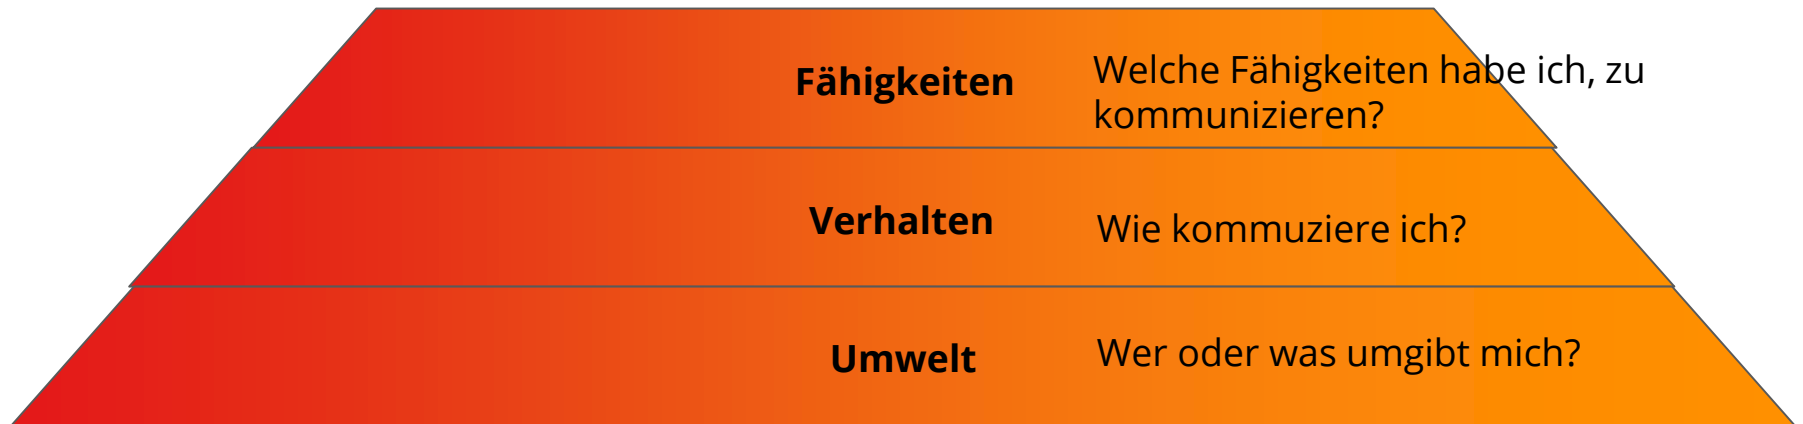 Fähigkeiten
Welche Fähigkeiten habe ich, zu
kommunizieren?
Verhalten
Wie kommuziere ich?
Umwelt
Wer oder was umgibt mich?